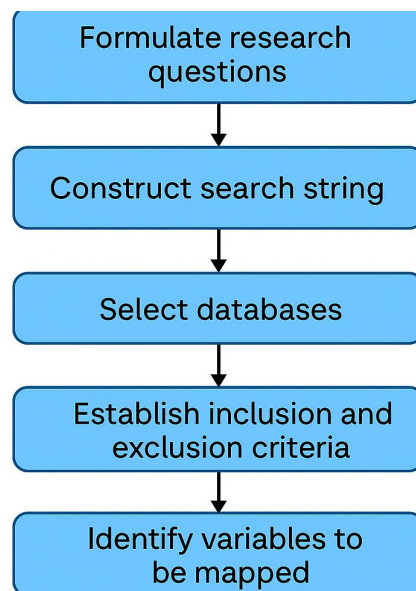 Formulate research
questions
Construct search string
Select databases
Establish inclusion and
exclusion criteria
Identify variables to
be mapped